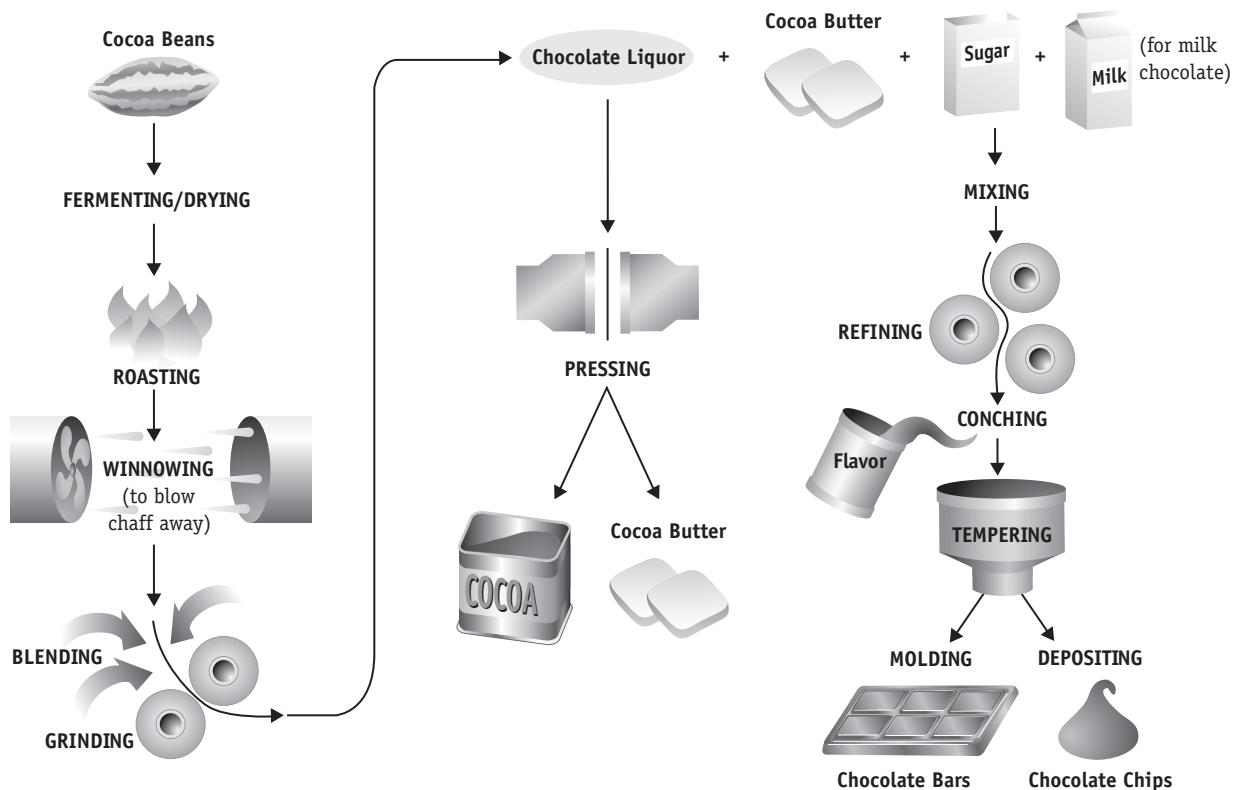 Cocoa Beans
FERMENTING/DRYING
ROASTING
WINNOWING
(to blow
chaff away)
BLENDING
GRINDING
Chocolate Liquor
+
Cocoa Butter
+
Sugar
+
Milk
(for milk
chocolate)
PRESSING
COCOA
Cocoa Butter
MIXING
REFINING
CONCHING
Flavor
TEMPERING
MOLDING
DEPOSITING
Chocolate Bars
Chocolate Chips